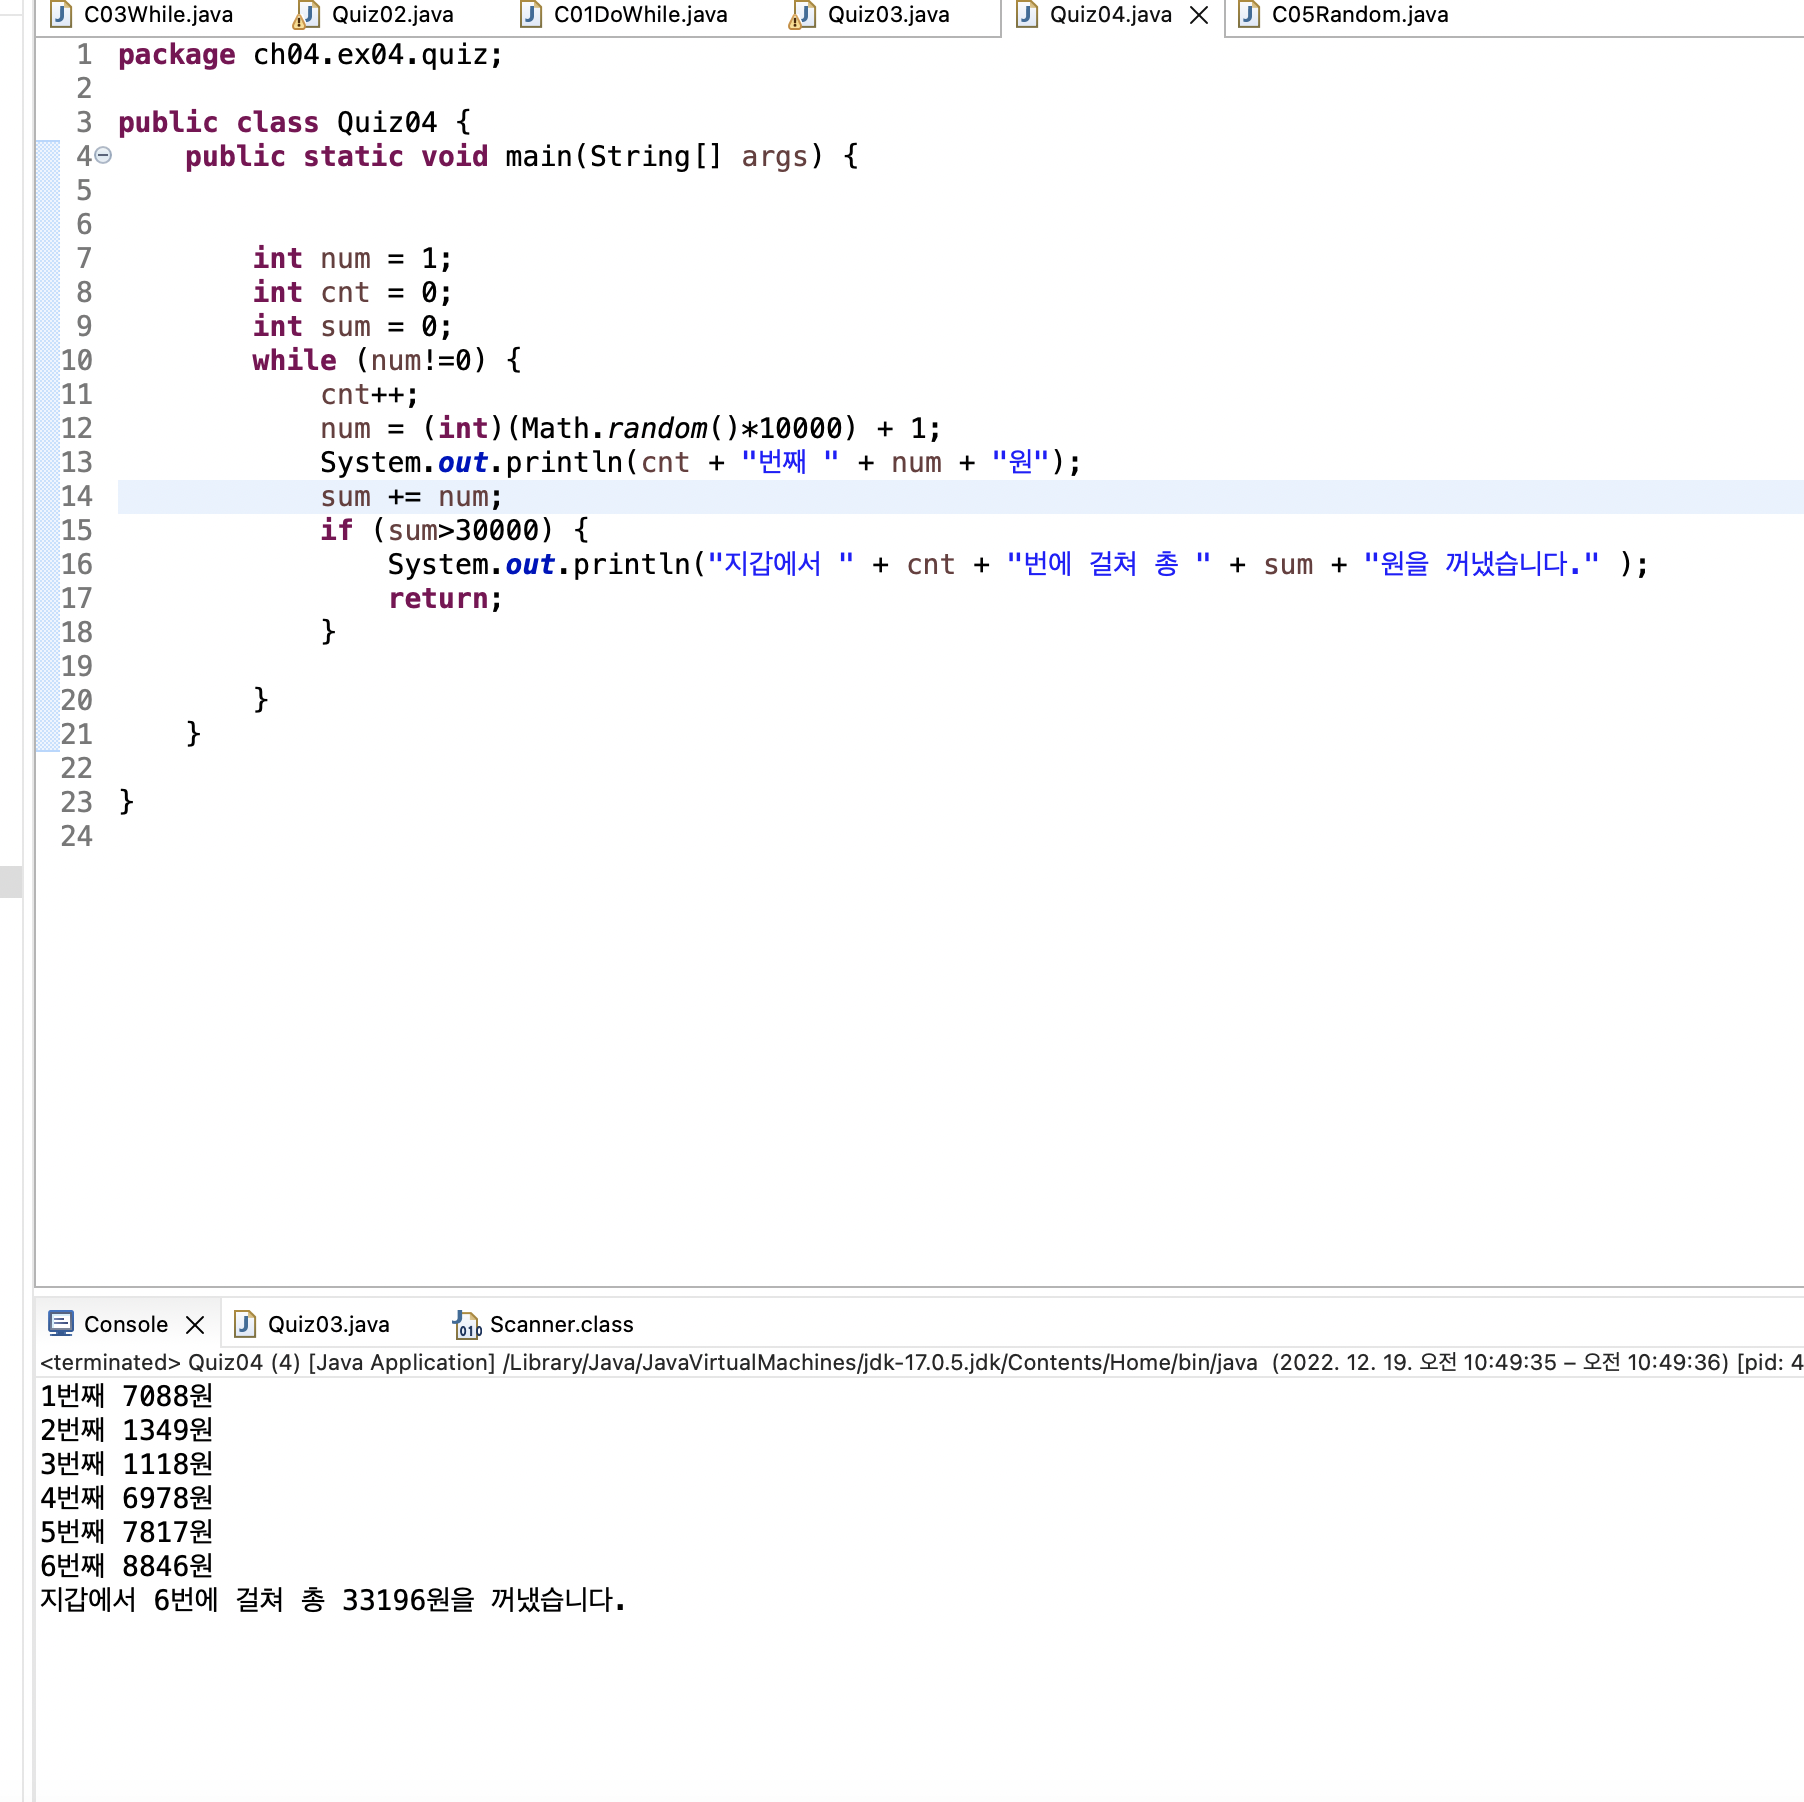 C03While.java Quiz02.java C01DoWhile.java Quiz03.java Quiz04.java C05Random.java
1 package ch04.ex04.quiz;
2
3 public class Quiz04 {
4 public static void main(String[] args) {
5
6
7 int num = 1;
8 int cnt = 0;
9 int sum = 0;
10 while (num!=0) {
11 cnt++;
12 num = (int)(Math.random()*10000) + 1;
13 System.out.println(cnt + "번째 " + num + "원");
14 sum += num;
15 if (sum>30000) {
16 System.out.println("지갑에서 " + cnt + "번에 걸쳐 총 " + sum + "원을 꺼냈습니다." );
17 return;
18 }
19
20 }
21 }
22
23 }
24
Console Quiz03.java Scanner.class
<terminated> Quiz04 (4) [Java Application] /Library/Java/JavaVirtualMachines/jdk-17.0.5.jdk/Contents/Home/bin/java (2022. 12. 19. 오전 10:49:35 – 오전 10:49:36) [pid: 4
1번째 7088원
2번째 1349원
3번째 1118원
4번째 6978원
5번째 7817원
6번째 8846원
지갑에서 6번에 걸쳐 총 33196원을 꺼냈습니다.